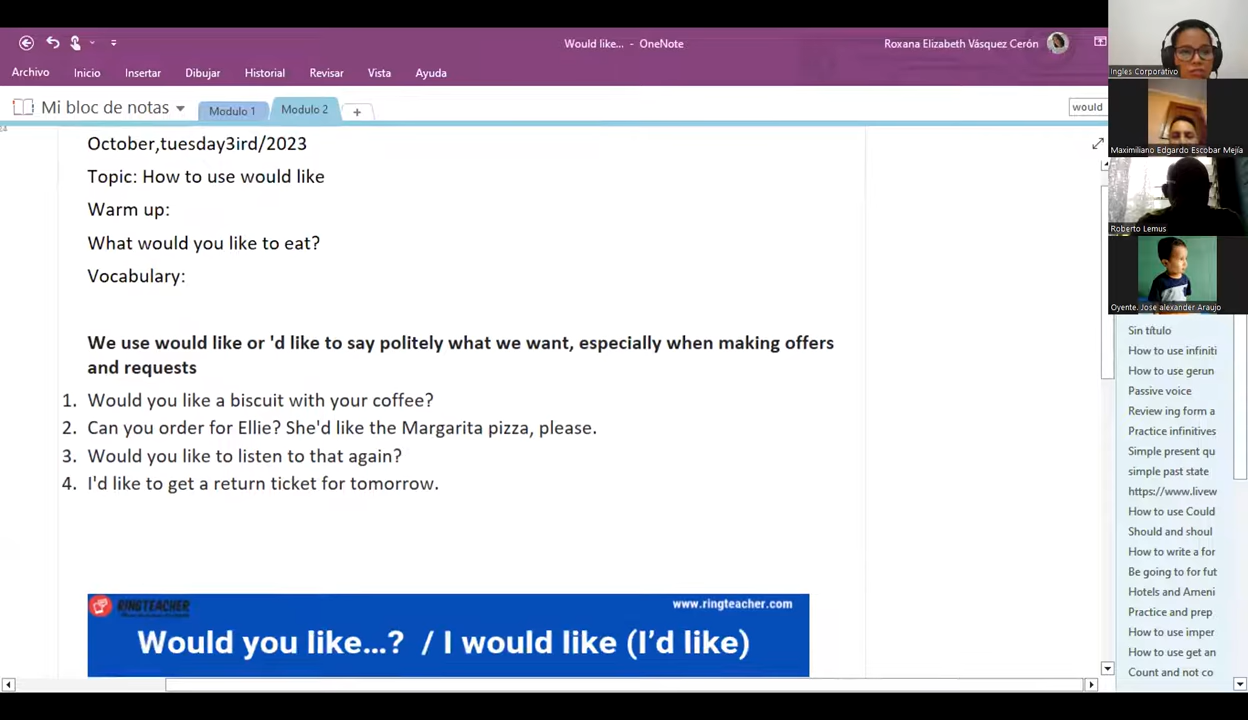 Would like... - OneNote
Roxana Elizabeth Vásquez Cerón
Archivo Inicio Insertar Dibujar Historial Revisar Vista Ayuda
Mi bloc de notas Modulo 1 Modulo 2 +
would
October,tuesday3ird/2023
Topic: How to use would like
Warm up:
What would you like to eat?
Vocabulary:
We use would like or 'd like to say politely what we want, especially when making offers
and requests
1. Would you like a biscuit with your coffee?
2. Can you order for Ellie? She'd like the Margarita pizza, please.
3. Would you like to listen to that again?
4. I'd like to get a return ticket for tomorrow.
RINGTEACHER
www.ringteacher.com
Would you like...? / I would like (I'd like)
Ingles Corporativo
Maximiliano Edgardo Escobar Mejía
Roberto Lemus
Oyente. Jose alexander Araujo
Sin título
How to use infiniti
How to use gerun
Passive voice
Review ing form a
Practice infinitives
Simple present qu
simple past state
https://www.livew
How to use Could
Should and shoul
How to write a for
Be going to for fut
Hotels and Ameni
Practice and prep
How to use imper
How to use get an
Count and not co